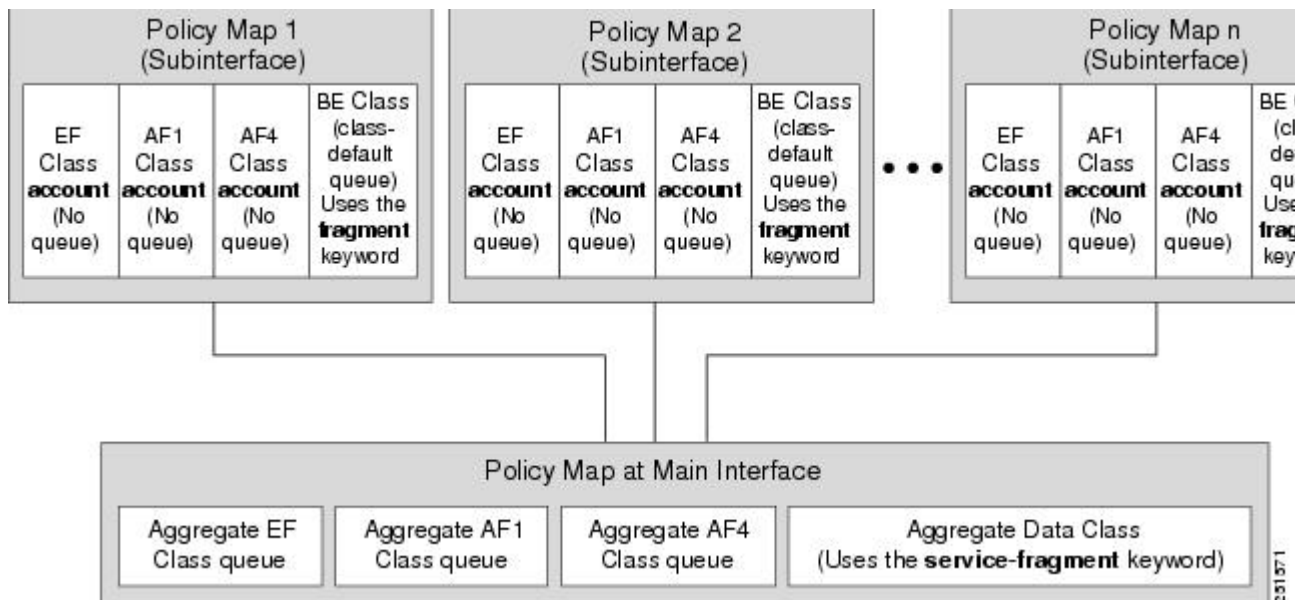 Policy Map 1
(Subinterface)
EF
Class
account
(No
queue)
AF1
Class
account
(No
queue)
AF4
Class
account
(No
queue)
BE Class
(class-
default
queue)
Uses the
fragment
keyword
Policy Map 2
(Subinterface)
EF
Class
account
(No
queue)
AF1
Class
account
(No
queue)
AF4
Class
account
(No
queue)
BE Class
(class-
default
queue)
Uses the
fragment
keyword
Policy Map n
(Subinterface)
EF
Class
account
(No
queue)
AF1
Class
account
(No
queue)
AF4
Class
account
(No
queue)
BE
Policy Map at Main Interface
Aggregate EF
Class queue
Aggregate AF1
Class queue
Aggregate AF4
Class queue
Aggregate Data Class
(Uses the service-fragment keyword)
251571